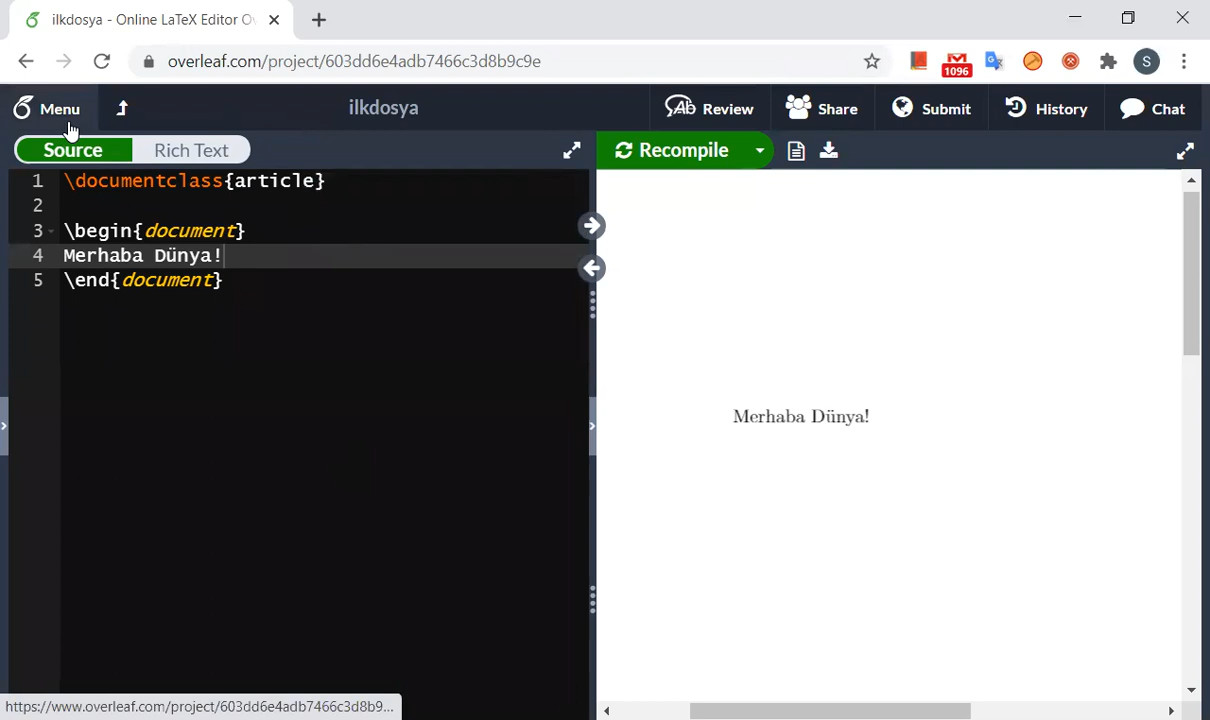 ilkdosya - Online LaTeX Editor Ov
overleaf.com/project/603dd6e4adb7466c3d8b9c9e
1096
S
Menu
ilkdosya
Review
Share
Submit
History
Chat
Source
Rich Text
Recompile
1 \documentclass{article}
2
3 \begin{document}
4 Merhaba Dünya!
5 \end{document}
Merhaba Dünya!
https://www.overleaf.com/project/603dd6e4adb7466c3d8b9...